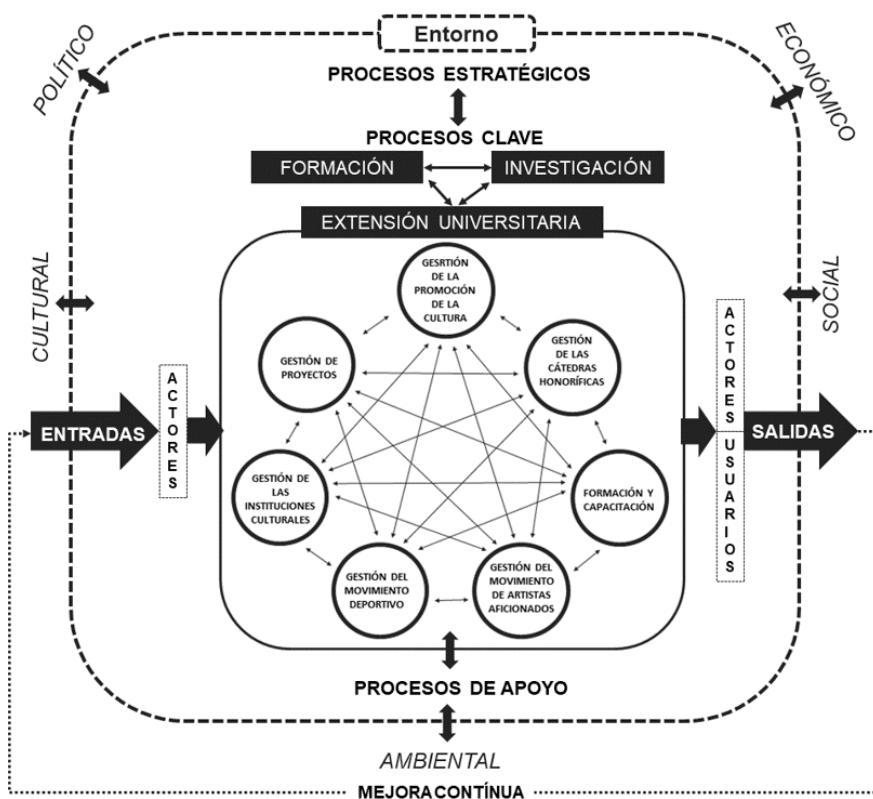 Entorno
POLÍTICO
ECONÓMICO
PROCESOS ESTRATÉGICOS
PROCESOS CLAVE
FORMACIÓN
INVESTIGACIÓN
EXTENSIÓN UNIVERSITARIA
CULTURAL
SOCIAL
GESRTIÓN
DE LA
PROMOCIÓN
DE LA
CULTURA
GESTIÓN DE
PROYECTOS
GESTIÓN
DE LAS
CÁTEDRAS
HONORÍFICAS
ENTRADAS
ACTORES
ACTORES
USUARIOS
SALIDAS
GESTIÓN DE
LAS
INSTITUCIONES
CULTURALES
FORMACIÓN Y
CAPACITACIÓN
GESTIÓN DEL
MOVIMIENTO
DEPORTIVO
GESTIÓN DEL
MOVIMIENTO
DE ARTISTAS
AFICIONADOS
PROCESOS DE APOYO
AMBIENTAL
MEJORA CONTÍNUA